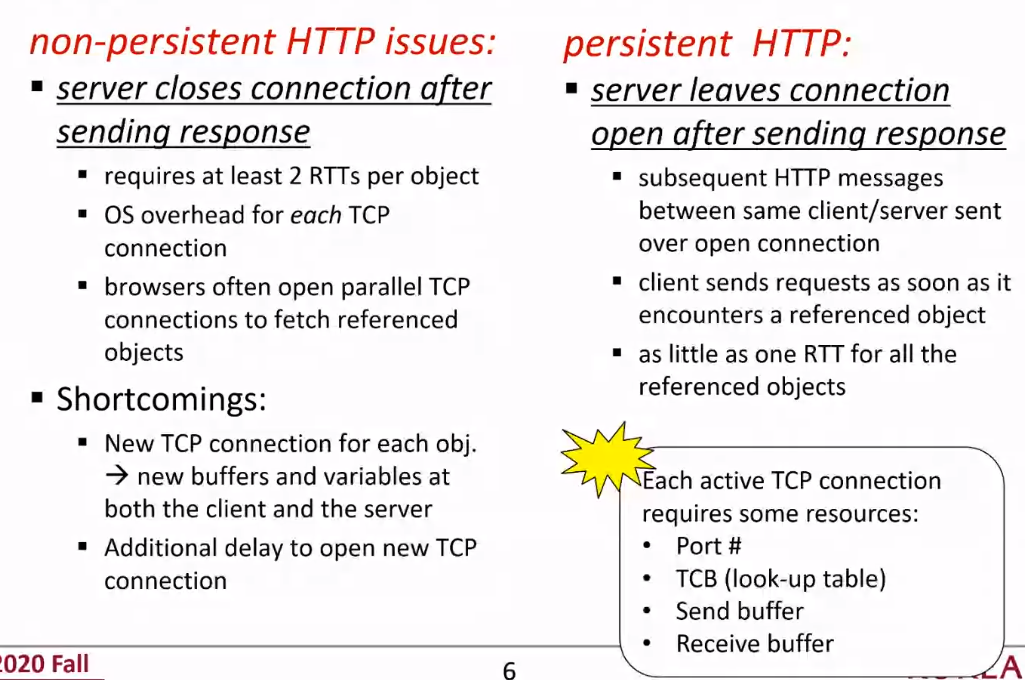 non-persistent HTTP issues:
▪ server closes connection after
sending response
▪ requires at least 2 RTTs per object
▪ OS overhead for each TCP
connection
▪ browsers often open parallel TCP
connections to fetch referenced
objects
▪ Shortcomings:
▪ New TCP connection for each obj.
→ new buffers and variables at
both the client and the server
▪ Additional delay to open new TCP
connection
persistent HTTP:
▪ server leaves connection
open after sending response
▪ subsequent HTTP messages
between same client/server sent
over open connection
▪ client sends requests as soon as it
encounters a referenced object
▪ as little as one RTT for all the
referenced objects
Each active TCP connection
requires some resources:
• Port #
• TCB (look-up table)
• Send buffer
• Receive buffer
2020 Fall
6